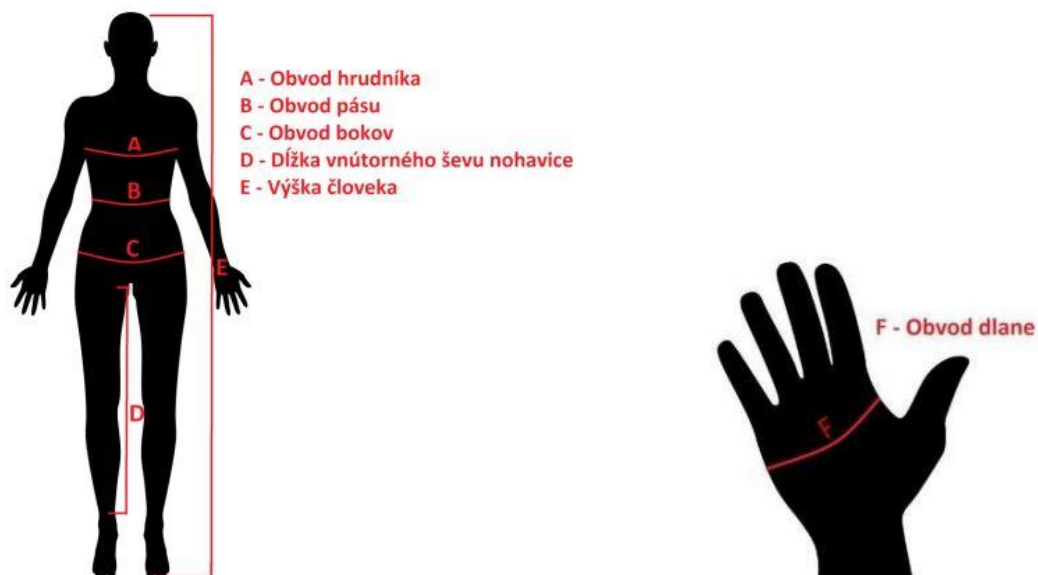 A - Obvod hrudníka
B - Obvod pásu
C - Obvod bokov
D - Dĺžka vnútorného ševu nohavice
E - Výška človeka
A
B
C
E
D
F - Obvod dlane
F